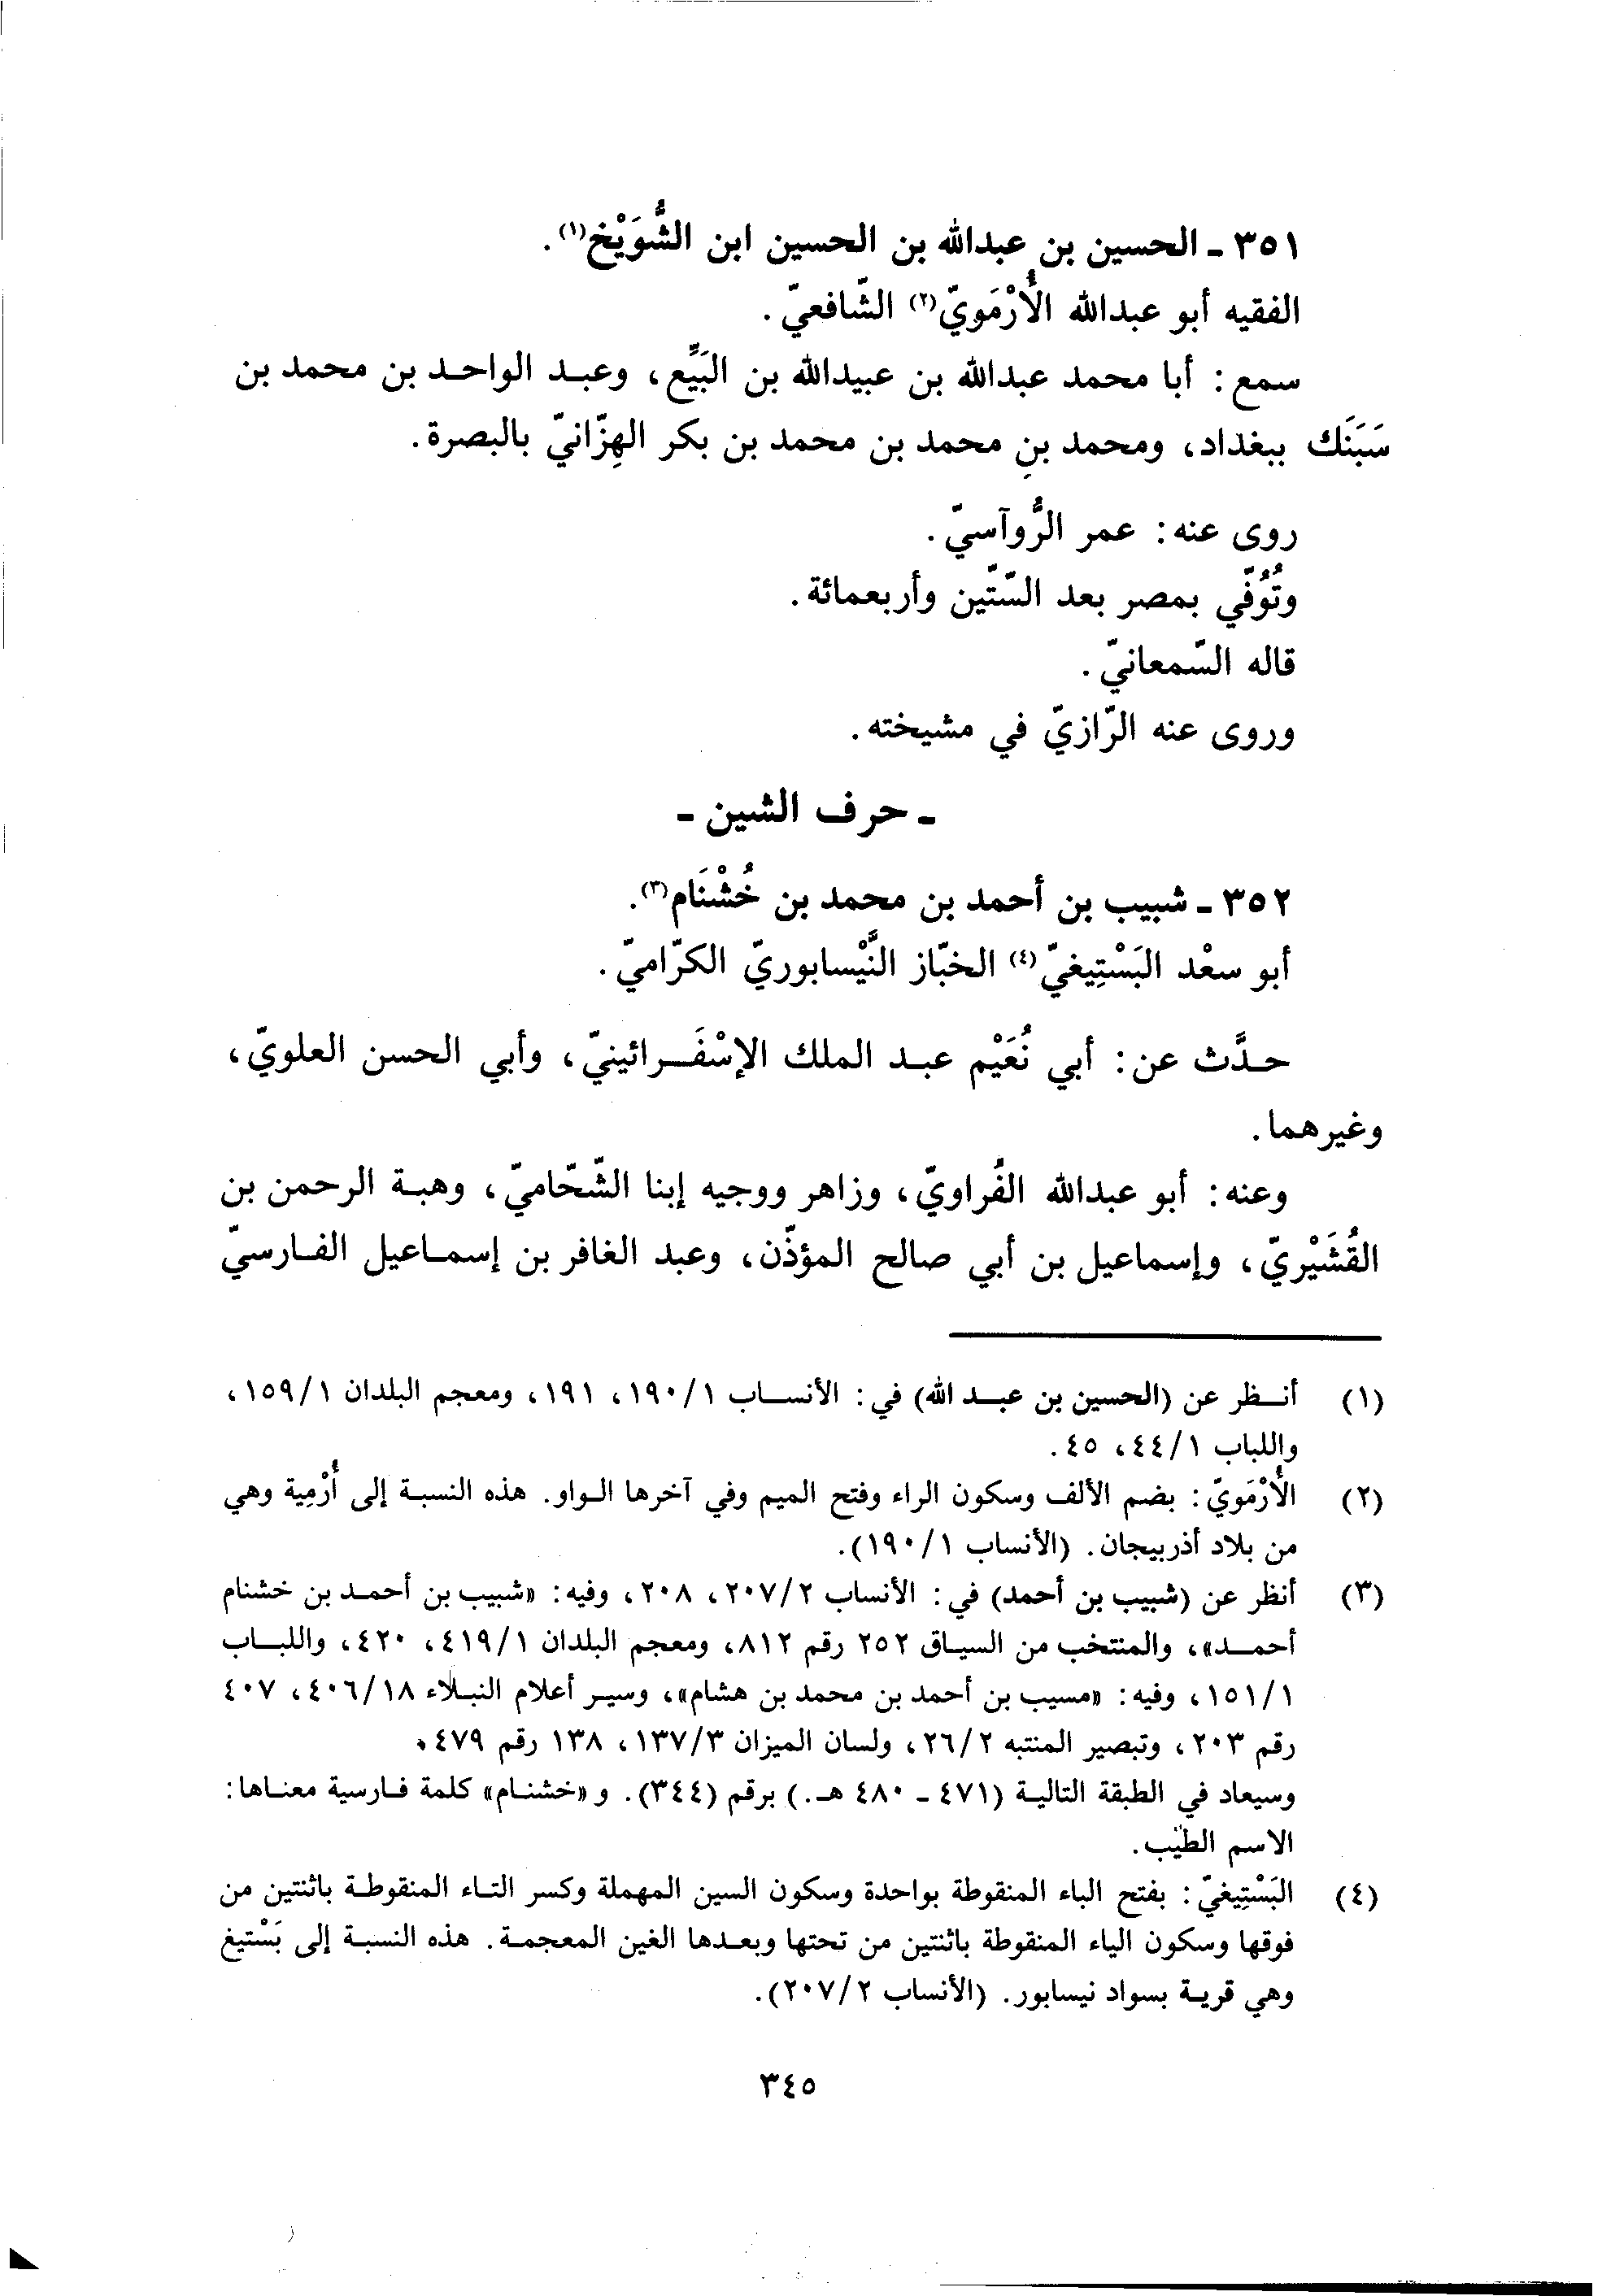 ٣٥١ - الحسين بن عبدالله بن الحسين ابن الشُّوَيْخ(١).
الفقيه أبو عبدالله الأُرْمَويّ(٢) الشّافعيّ.
سمع: أبا محمد عبدالله بن عبيدالله بن البَيِّع، وعبد الواحد بن محمد بن
سَبَنَك ببغداد، ومحمد بنِ محمد بن محمد بن بكر الهِزّانيّ بالبصرة.
روى عنه: عمر الرُّوآسيّ.
وتُوُفّي بمصر بعد السّتّين وأربعمائة.
قاله السّمعانيّ.
وروى عنه الرّازيّ في مشيخته.
- حرف الشين -
٣٥٢ - شبيب بن أحمد بن محمد بن خُشْنَام(٣).
أبو سعْد البَسْتِيغيّ(٤) الخبّاز النَّيْسابوريّ الكرّاميّ.
حدَّث عن: أبي نُعَيْم عبد الملك الإسْفَرائينيّ، وأبي الحسن العلويّ،
وغيرهما.
وعنه: أبو عبدالله الفُراويّ، وزاهر ووجيه إبنا الشّحّاميّ، وهبة الرحمن بن
القُشَيْريّ، وإسماعيل بن أبي صالح المؤذّن، وعبد الغافر بن إسماعيل الفارسيّ
(١) أنظر عن (الحسين بن عبد الله) في: الأنساب ١٩٠/١، ١٩١، ومعجم البلدان ١٥٩/١،
واللباب ٤٤/١، ٤٥.
(٢) الأُرْمَويّ: بضم الألف وسكون الراء وفتح الميم وفي آخرها الواو. هذه النسبة إلى أُرْمِية وهي
من بلاد أذربيجان. (الأنساب ١٩٠/١).
(٣) أنظر عن (شبيب بن أحمد) في: الأنساب ٢٠٧/٢، ٢٠٨، وفيه: «شبيب بن أحمد بن خشنام
أحمد»، والمنتخب من السياق ٢٥٢ رقم ٨١٢، ومعجم البلدان ٤١٩/١، ٤٢٠، واللباب
١٥١/١، وفيه: «مسيب بن أحمد بن محمد بن هشام»، وسير أعلام النبلاء ٤٠٦/١٨، ٤٠٧
رقم ٢٠٣، وتبصير المنتبه ٢٦/٢، ولسان الميزان ١٣٧/٣، ١٣٨ رقم ٤٧٩.
وسيعاد في الطبقة التالية (٤٧١ - ٤٨٠ هـ.) برقم (٣٤٤). و«خشنام» كلمة فارسية معناها:
الاسم الطيّب.
(٤) البَسْتِيغيّ: بفتح الباء المنقوطة بواحدة وسكون السين المهملة وكسر التاء المنقوطة باثنتين من
فوقها وسكون الياء المنقوطة باثنتين من تحتها وبعدها الغين المعجمة. هذه النسبة إلى بَسْتيغ
وهي قرية بسواد نيسابور. (الأنساب ٢٠٧/٢).
٣٤٥